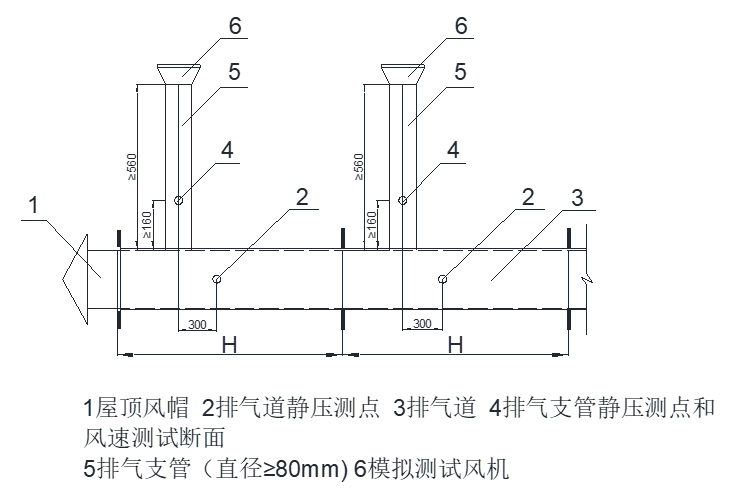 6 6
5 5
≥560 ≥560
4 4
1 ≥160 2 ≥160 2 3
300 300
H H
1屋顶风帽 2排气道静压测点 3排气道 4排气支管静压测点和
风速测试断面
5排气支管（直径≥80mm) 6模拟测试风机